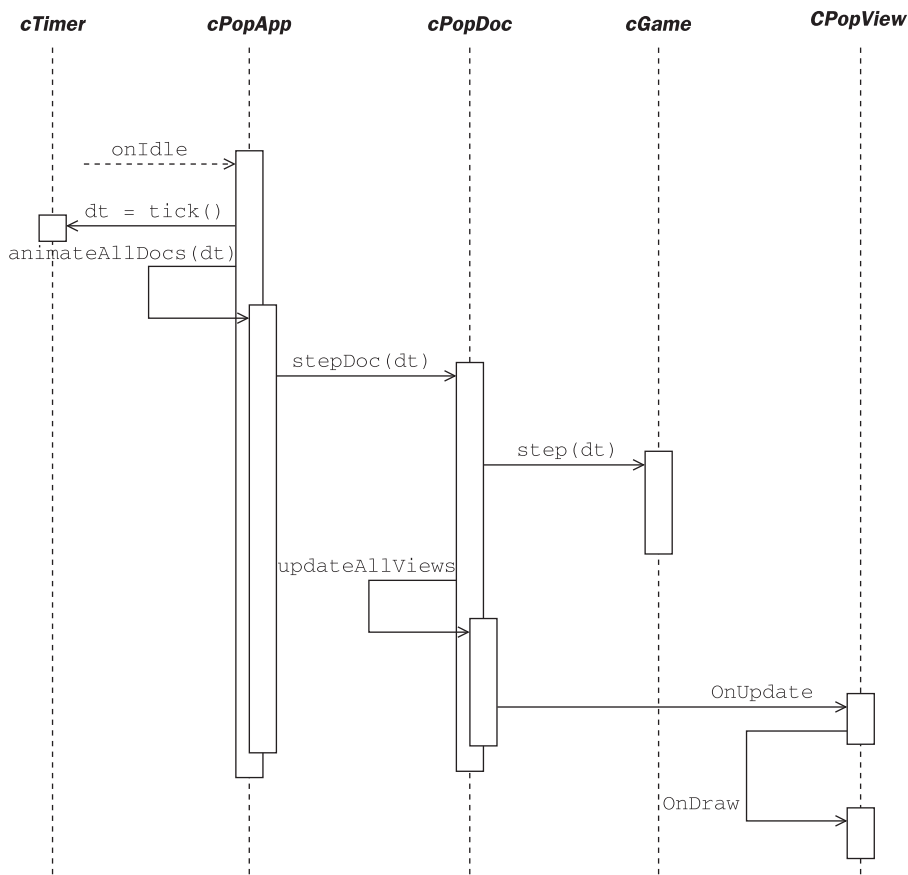 cTimer cPopApp cPopDoc cGame CPopView
onIdle
dt = tick()
animateAllDocs(dt)
stepDoc(dt)
step(dt)
updateAllViews
OnUpdate
OnDraw